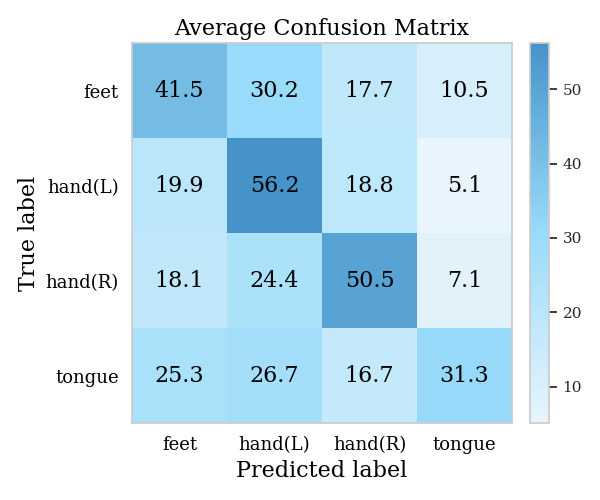 Average Confusion Matrix
feet 41.5 30.2 17.7 10.5
hand(L) 19.9 56.2 18.8 5.1
hand(R) 18.1 24.4 50.5 7.1
tongue 25.3 26.7 16.7 31.3
feet hand(L) hand(R) tongue
Predicted label
True label
50
40
30
20
10